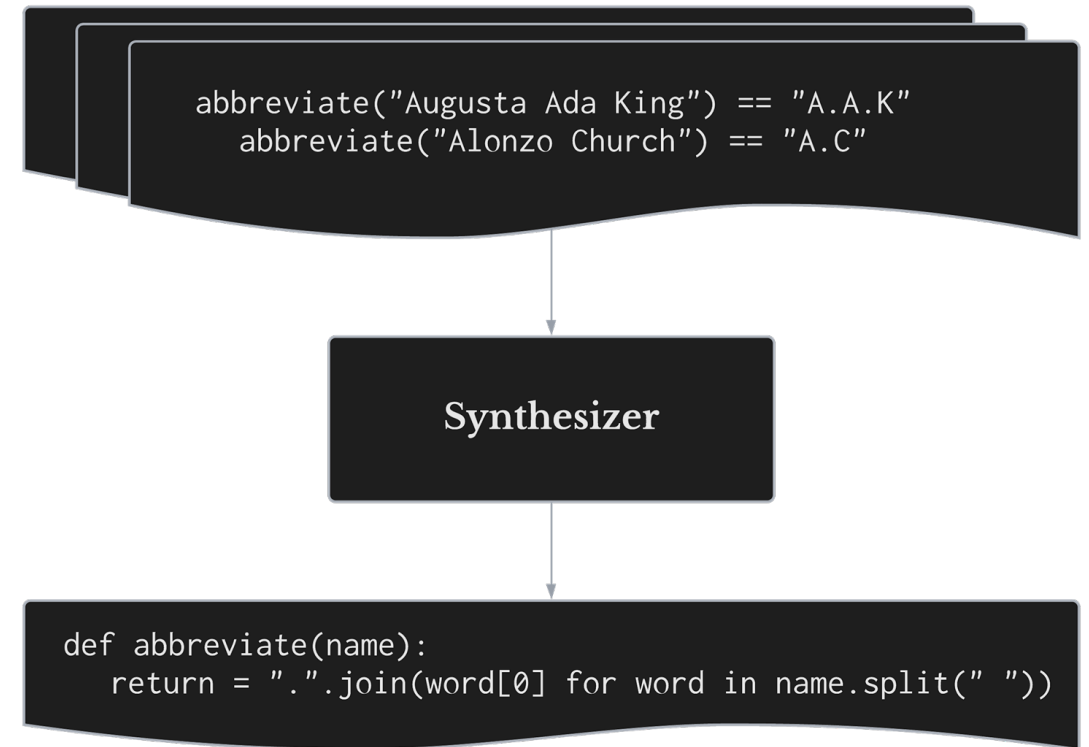 abbreviate("Augusta Ada King") == "A.A.K"
abbreviate("Alonzo Church") == "A.C"
Synthesizer
def abbreviate(name):
return = ".".join(word[0] for word in name.split(" "))